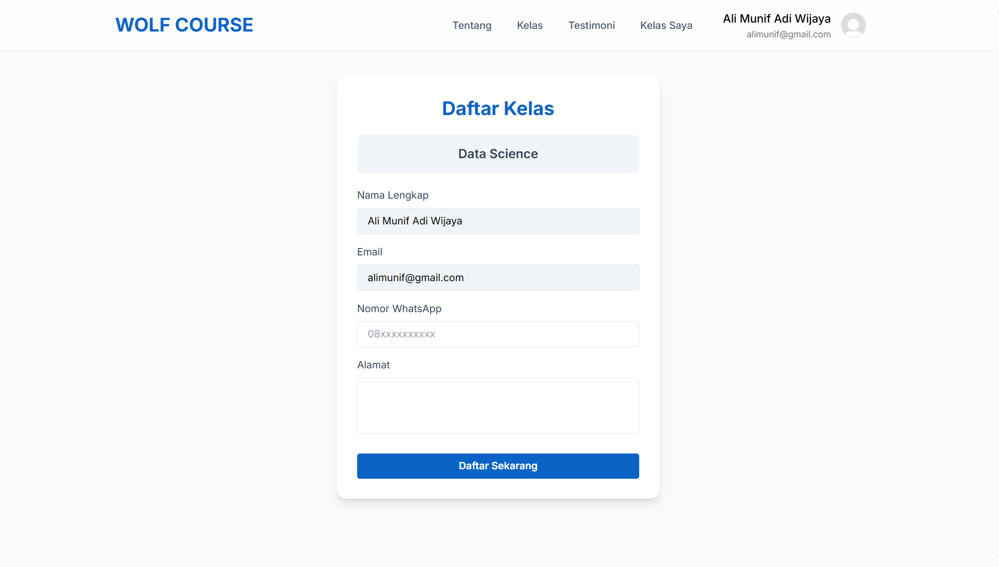 WOLF COURSE
Tentang
Kelas
Testimoni
Kelas Saya
Ali Munif Adi Wijaya
alimunif@gmail.com
Daftar Kelas
Data Science
Nama Lengkap
Ali Munif Adi Wijaya
Email
alimunif@gmail.com
Nomor WhatsApp
08xxxxxxxxxx
Alamat
Daftar Sekarang